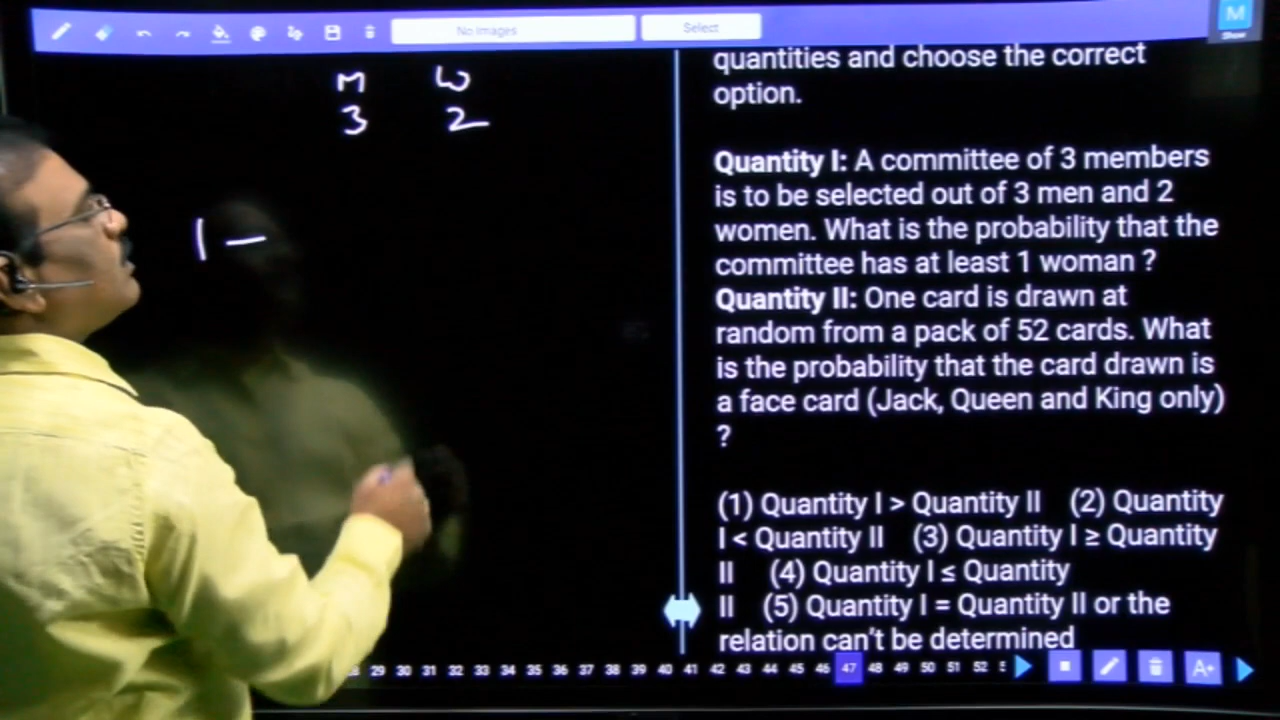 No Images
Select
M
Show
M W
3 2
1 –
quantities and choose the correct
option.
Quantity I: A committee of 3 members
is to be selected out of 3 men and 2
women. What is the probability that the
committee has at least 1 woman ?
Quantity II: One card is drawn at
random from a pack of 52 cards. What
is the probability that the card drawn is
a face card (Jack, Queen and King only)
?
(1) Quantity I > Quantity II (2) Quantity
I < Quantity II (3) Quantity I ≥ Quantity
II (4) Quantity I ≤ Quantity
II (5) Quantity I = Quantity II or the
relation can't be determined
29 30 31 32 33 34 35 36 37 38 39 40 41 42 43 44 45 46 47 48 49 50 51 52
A+